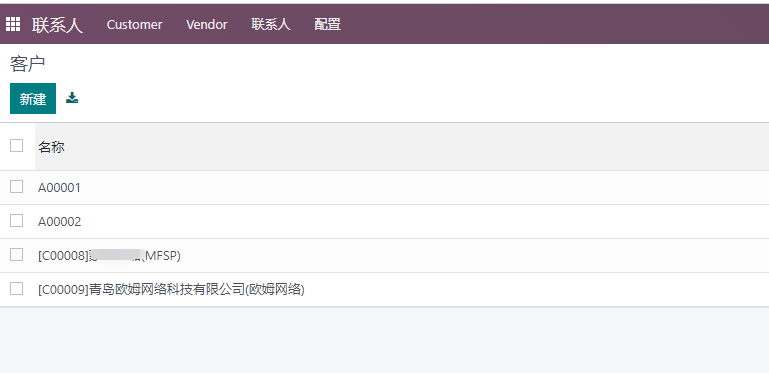 联系人 Customer Vendor 联系人 配置
客户
新建
名称
A00001
A00002
[C00008] (MFSP)
[C00009]青岛欧姆网络科技有限公司(欧姆网络)